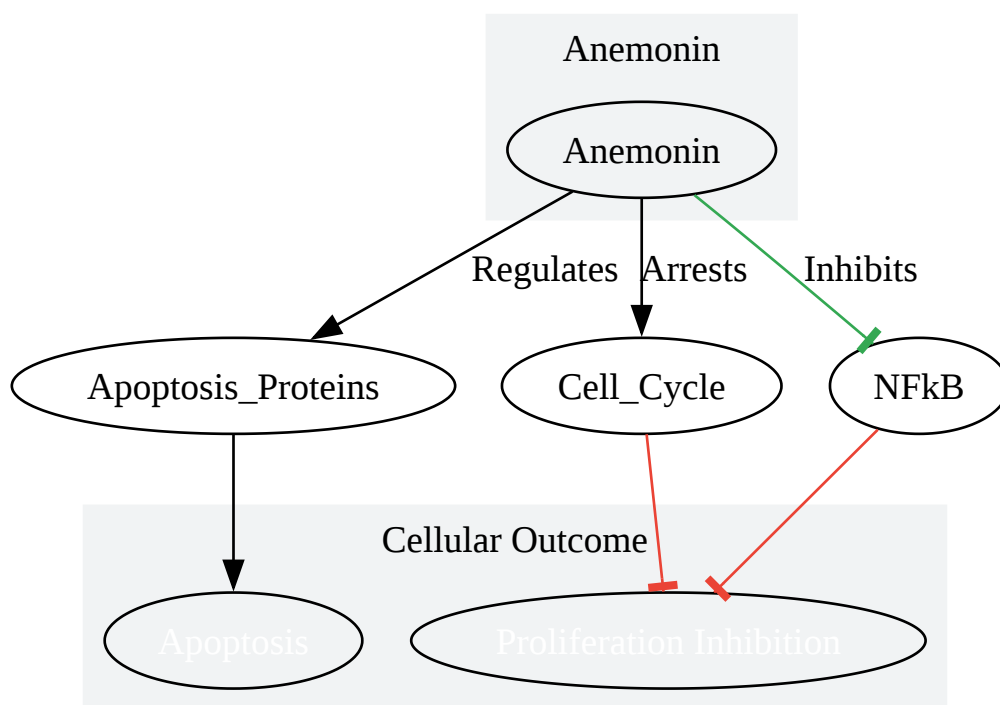 Anemonin
Anemonin
Regulates
Arrests
Inhibits
Apoptosis_Proteins
Cell_Cycle
NFkB
Cellular Outcome
Apoptosis
Proliferation Inhibition